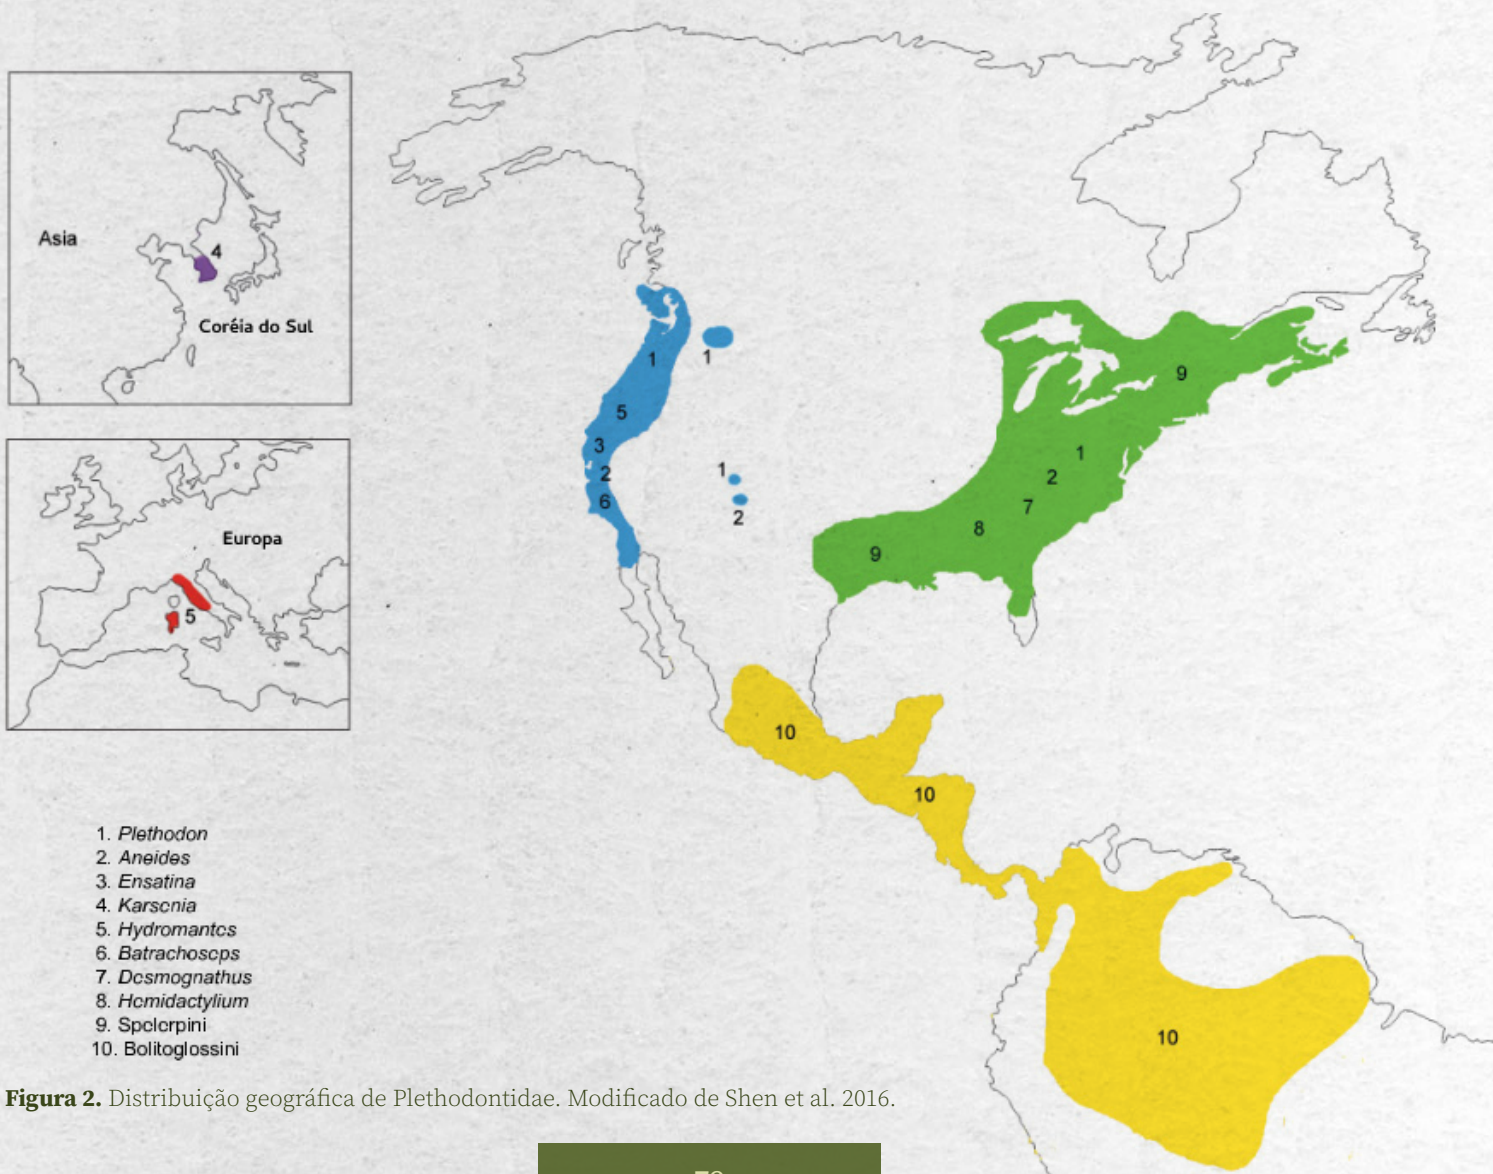 Asia
4
Coréia do Sul
Europa
5
1
1
5
3
2
6
1
2
9
1
2
7
8
9
10
10
10
1. Plethodon
2. Aneides
3. Ensatina
4. Karsenia
5. Hydromantes
6. Batrachoseps
7. Desmognathus
8. Hemidactylium
9. Spelerpini
10. Bolitoglossini
Figura 2. Distribuição geográfica de Plethodontidae. Modificado de Shen et al. 2016.